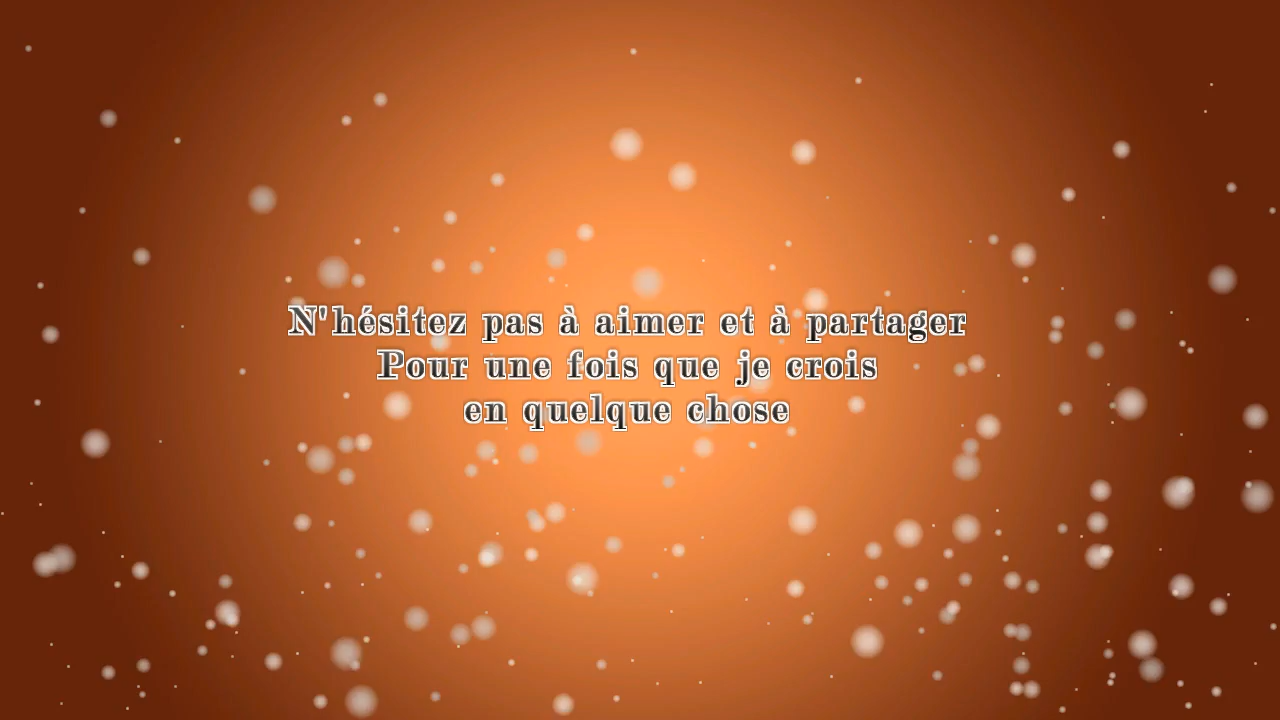 N'hésitez pas à aimer et à partager
Pour une fois que je crois
en quelque chose